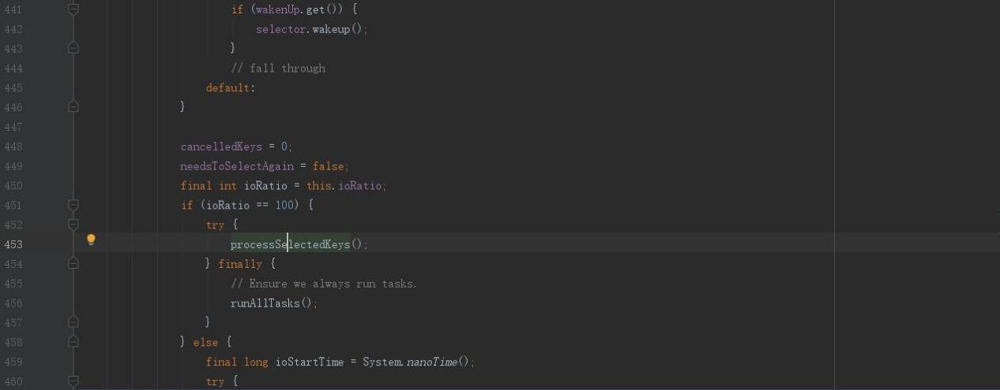 441 if (wakenUp.get()) {
442 selector.wakeup();
443 }
444 // fall through
445 default:
446 }
447
448 cancelledKeys = 0;
449 needsToSelectAgain = false;
450 final int ioRatio = this.ioRatio;
451 if (ioRatio == 100) {
452 try {
453 processSelectedKeys();
454 } finally {
455 // Ensure we always run tasks.
456 runAllTasks();
457 }
458 } else {
459 final long ioStartTime = System.nanoTime();
460 try {